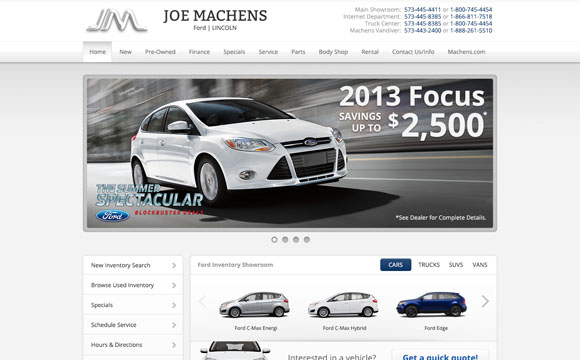 JM
JOE MACHENS
Ford | LINCOLN
Main Showroom: 573-445-4411 or 1-800-745-4454
Internet Department: 573-445-8385 or 1-866-811-7518
Truck Center: 573-445-8385 or 1-800-745-4454
Machens Vandiver: 573-443-2400 or 1-888-261-5510
Home New Pre-Owned Finance Specials Service Parts Body Shop Rental Contact Us/Info Machens.com
2013 Focus
SAVINGS UP TO $2,500*
THE SUMMER
SPECTACULAR
Ford BLOCKBUSTER DEALS
*See Dealer for Complete Details.
New Inventory Search
Browse Used Inventory
Specials
Schedule Service
Hours & Directions
Ford Inventory Showroom CARS TRUCKS SUVS VANS
Ford C-Max Energi Ford C-Max Hybrid Ford Edge
Interested in a vehicle? Get a quick quote!